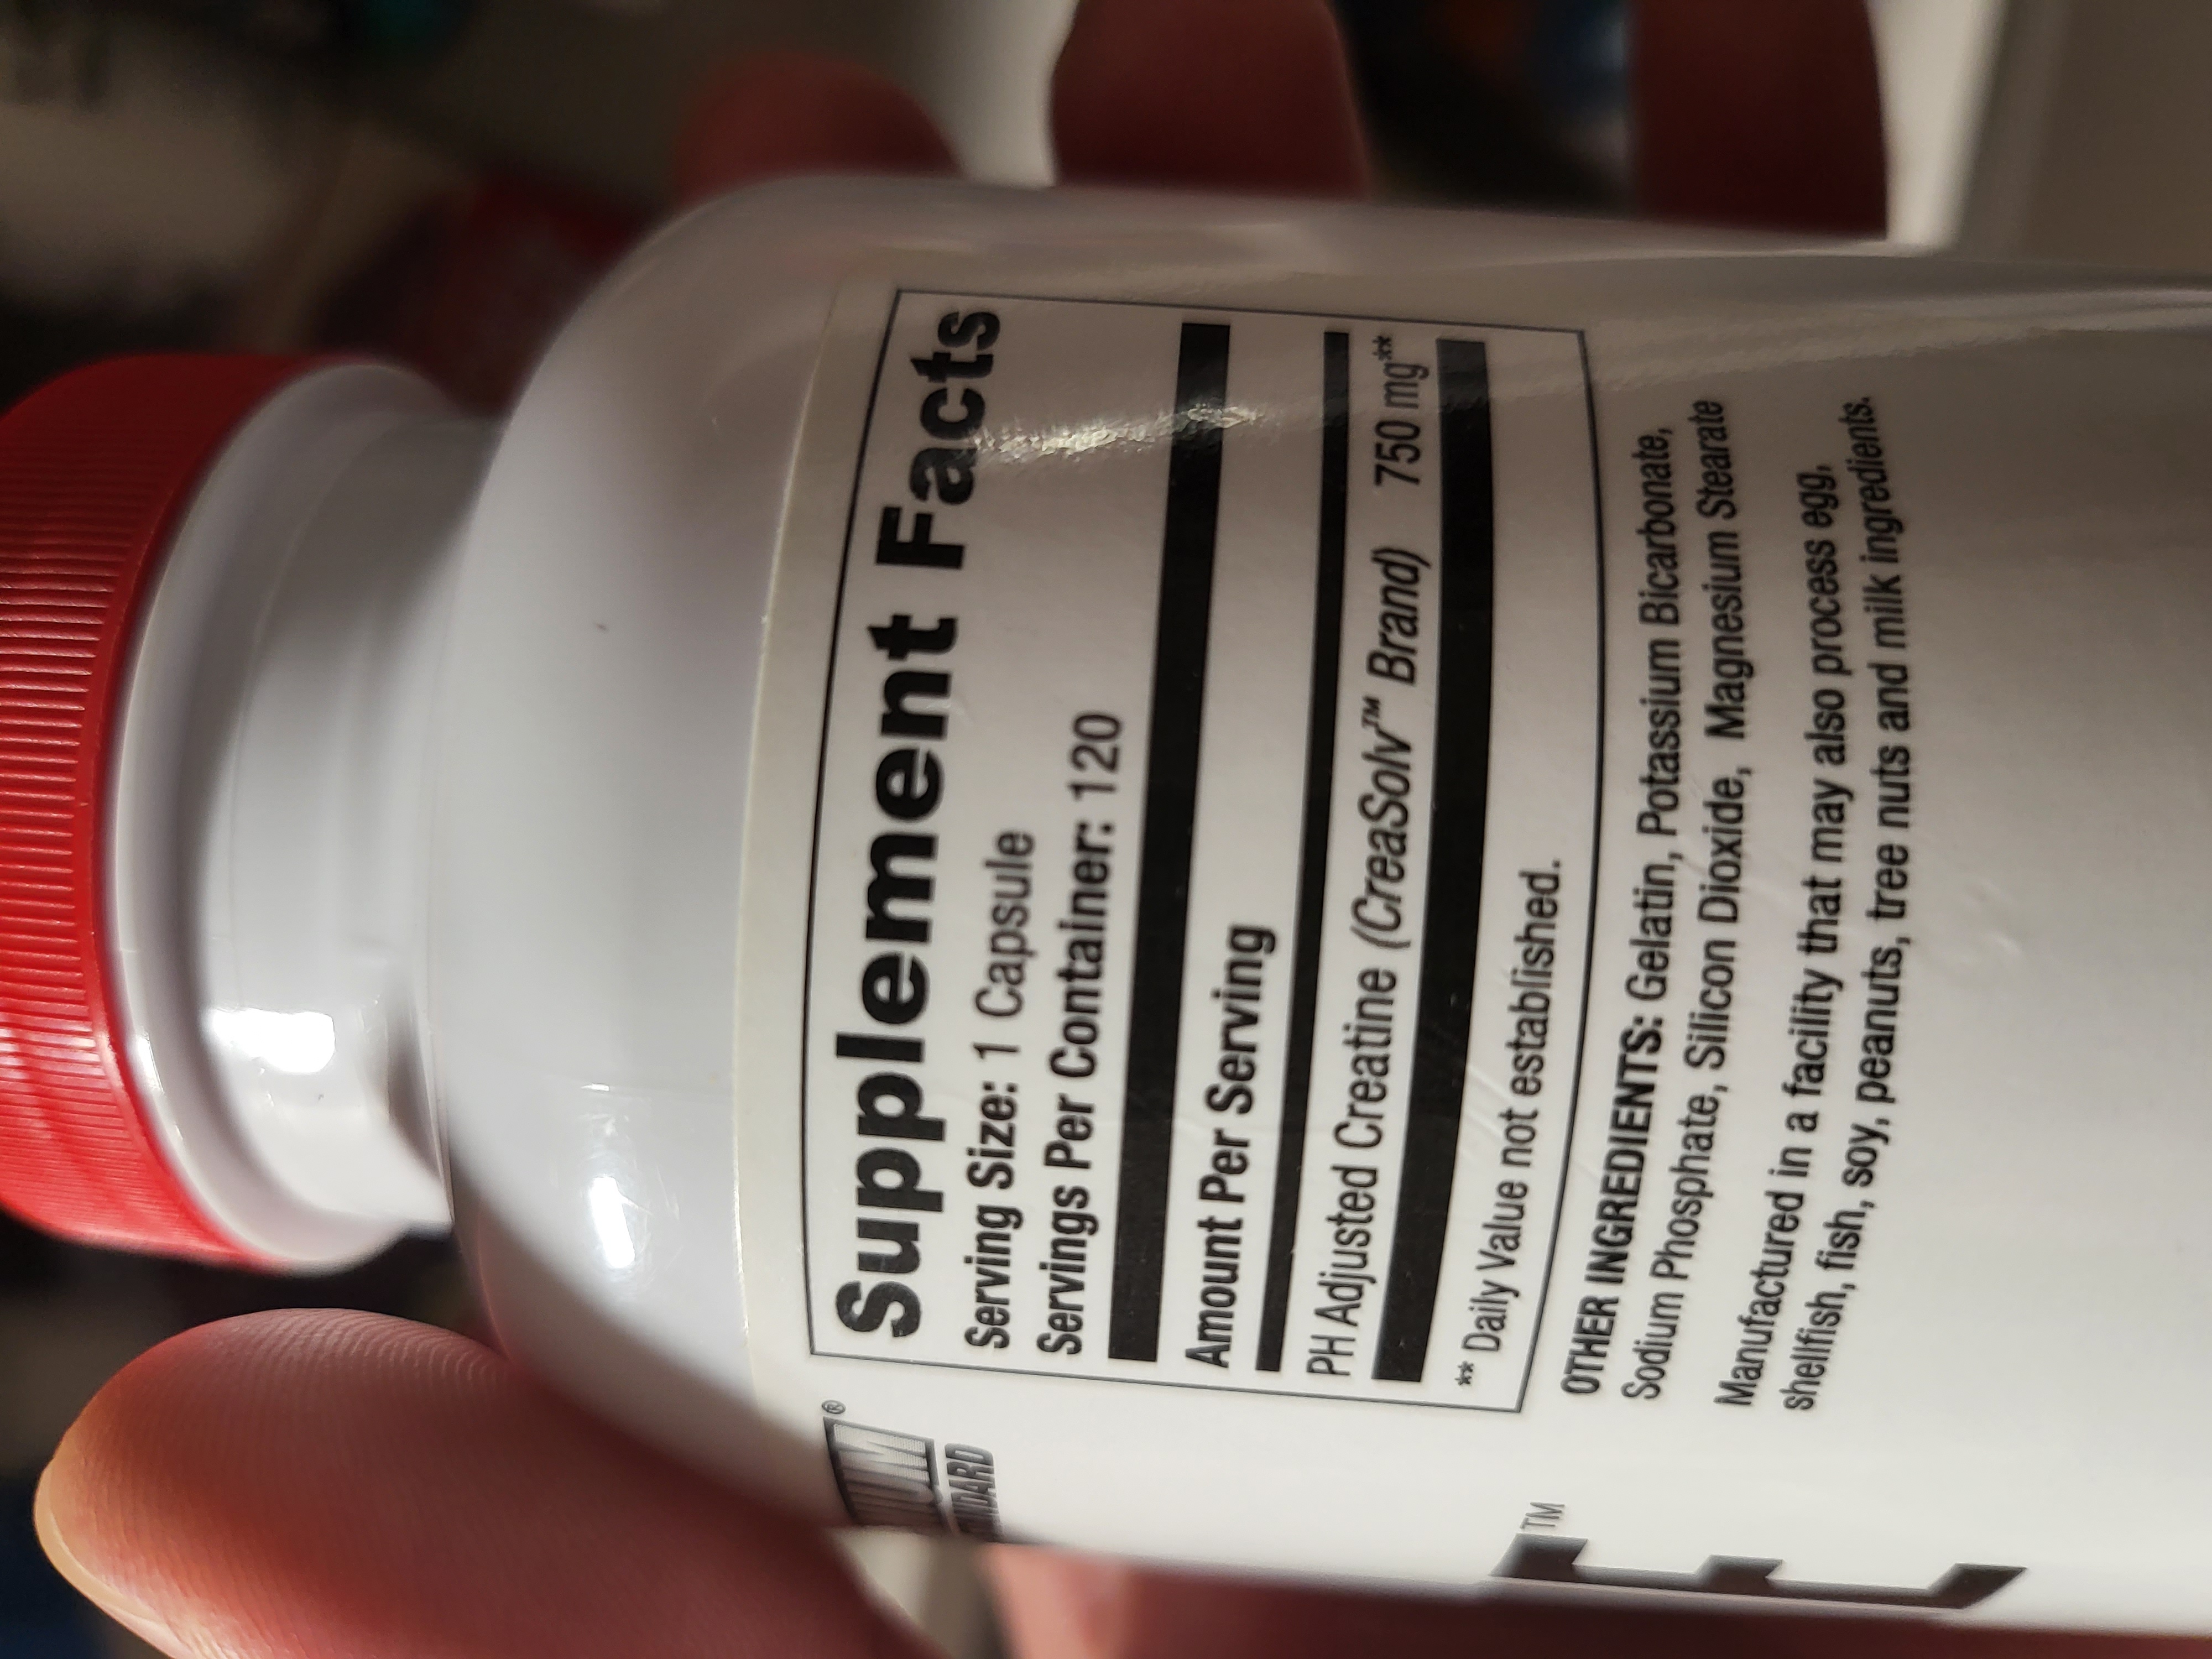 Supplement Facts
Serving Size: 1 Capsule
Servings Per Container: 120
Amount Per Serving
PH Adjusted Creatine (CreaSolv™ Brand) 750 mg**
** Daily Value not established.
OTHER INGREDIENTS: Gelatin, Potassium Bicarbonate,
Sodium Phosphate, Silicon Dioxide, Magnesium Stearate
Manufactured in a facility that may also process egg,
shellfish, fish, soy, peanuts, tree nuts and milk ingredients.